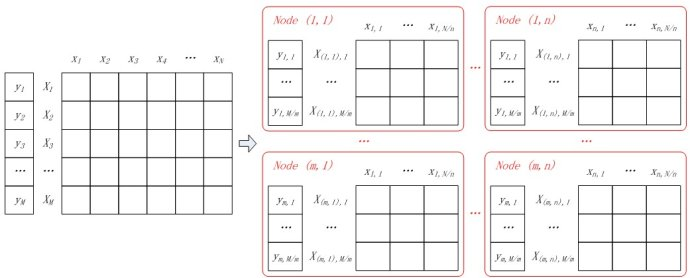 x1 x2 x3 x4 ... xN
y1 X1
y2 X2
y3 X3
... ...
yM XM
Node (1, 1)
x1, 1 ... x1, N/n
y1, 1 X(1, 1), 1
... ...
y1, M/m X(1, 1), M/m
...
Node (1, n)
xn, 1 ... xn, N/n
y1, 1 X(1, n), 1
... ...
y1, M/m X(1, n), M/m
...
...
Node (m, 1)
x1, 1 ... x1, N/n
ym, 1 X(m, 1), 1
... ...
ym, M/m X(m, 1), M/m
...
Node (m, n)
xn, 1 ... xn, N/n
ym, 1 X(m, n), 1
... ...
ym, M/m X(m, n), M/m